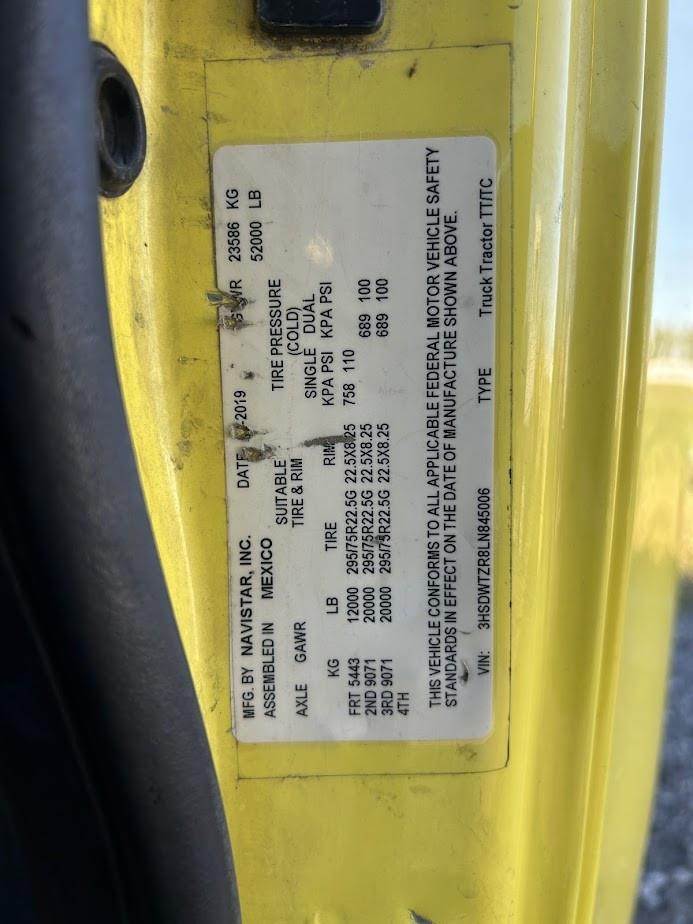 MFG. BY NAVISTAR, INC. DATE -2019 GVWR 23586 KG
ASSEMBLED IN MEXICO 52000 LB
SUITABLE TIRE PRESSURE
AXLE GAWR TIRE & RIM (COLD)
SINGLE DUAL
KG LB TIRE RIM KPA PSI KPA PSI
FRT 5443 12000 295/75R22.5G 22.5X8.25 758 110
2ND 9071 20000 295/75R22.5G 22.5X8.25 689 100
3RD 9071 20000 295/75R22.5G 22.5X8.25 689 100
4TH
THIS VEHICLE CONFORMS TO ALL APPLICABLE FEDERAL MOTOR VEHICLE SAFETY
STANDARDS IN EFFECT ON THE DATE OF MANUFACTURE SHOWN ABOVE.
VIN: 3HSDWTZR8LN845006 TYPE Truck Tractor TT/TC